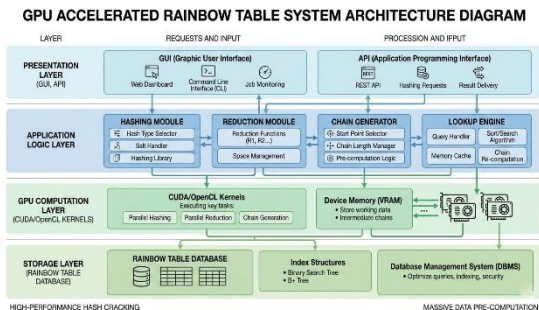 GPU ACCELERATED RAINBOW TABLE SYSTEM ARCHITECTURE DIAGRAM
LAYER
REQUESTS AND INPUT
PROCESSION AND IFPUT
PRESENTATION
LAYER
(GUI, API)
GUI (Graphic User Interface)
Web Dashboard
Command Line
Interface (CLI)
Job Monitoring
API (Application Programming Interface)
REST
REST API
Hashing Requests
Result Delivery
APPLICATION
LOGIC LAYER
HASHING MODULE
Hash Type Selector
Salt Handler
Hashing Library
REDUCTION MODULE
Reduction Functions
(R1, R2...)
Space Management
CHAIN GENERATOR
Start Point Selector
Chain Length Manager
Pre-computation Logic
LOOKUP ENGINE
Query Handler
Sort/Search
Algorithm
Memory Cache
Chain
Re-computation
GPU COMPUTATION
LAYER
(CUDA/OpenCL KERNELS)
CUDA/OpenCL Kernels
Executing key tasks:
Parallel Hashing
Parallel Reduction
Chain Generation
Device Memory (VRAM)
• Store working data
• Intermediate chains
...
STORAGE LAYER
(RAINBOW TABLE
DATABASE)
RAINBOW TABLE DATABASE
Index Structures
• Binary Search Tree
• B+ Tree
Database Management System (DBMS)
• Optimize queries, indexing, security
HIGH-PERFORMANCE HASH CRACKING
MASSIVE DATA PRE-COMPUTATION